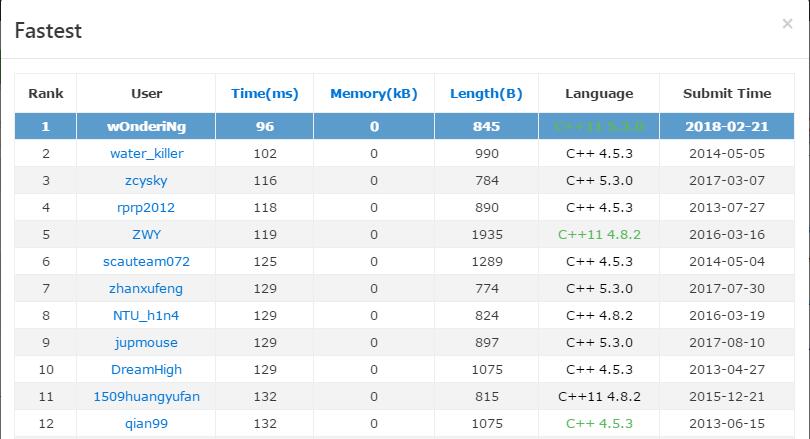 Fastest ×
Rank User Time(ms) Memory(kB) Length(B) Language Submit Time
1 wOnderiNg 96 0 845 C++11 5.3.0 2018-02-21
2 water_killer 102 0 990 C++ 4.5.3 2014-05-05
3 zcysky 116 0 784 C++ 5.3.0 2017-03-07
4 rprp2012 118 0 890 C++ 4.5.3 2013-07-27
5 ZWY 119 0 1935 C++11 4.8.2 2016-03-16
6 scauteam072 125 0 1289 C++ 4.5.3 2014-05-04
7 zhanxufeng 129 0 774 C++ 5.3.0 2017-07-30
8 NTU_h1n4 129 0 824 C++ 4.8.2 2016-03-19
9 jupmouse 129 0 897 C++ 5.3.0 2017-08-10
10 DreamHigh 129 0 1075 C++ 4.5.3 2013-04-27
11 1509huangyufan 132 0 815 C++11 4.8.2 2015-12-21
12 qian99 132 0 1075 C++ 4.5.3 2013-06-15